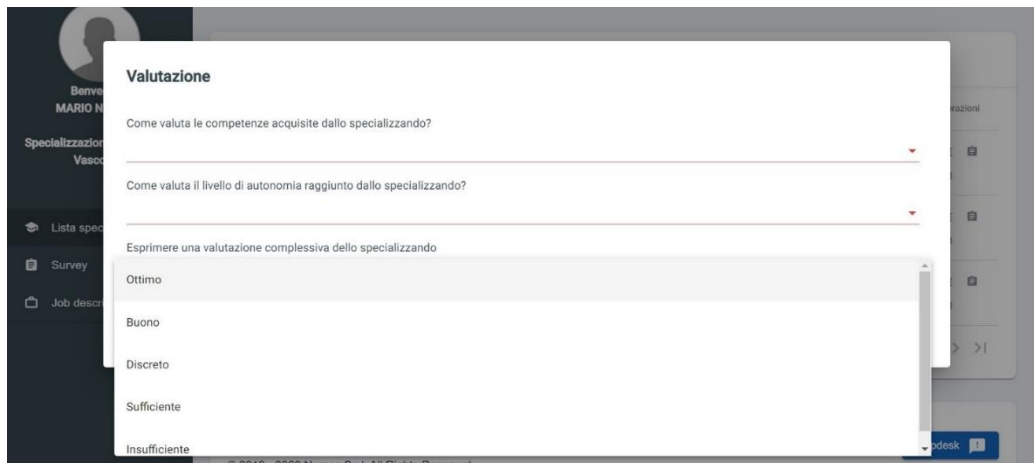 Valutazione
Come valuta le competenze acquisite dallo specializzando?
Come valuta il livello di autonomia raggiunto dallo specializzando?
Esprimere una valutazione complessiva dello specializzando
Ottimo
Buono
Discreto
Sufficiente
Insufficiente
MARIO
Survey